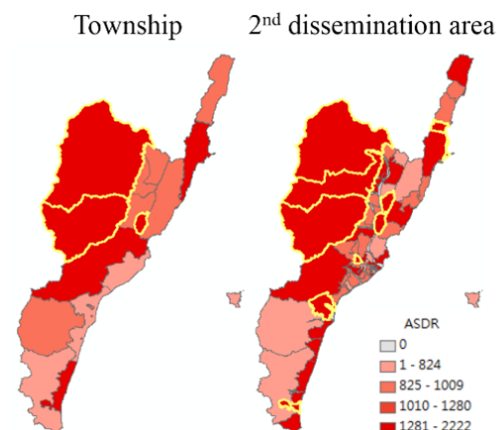 Township
2nd dissemination area
ASDR
0
1 - 824
825 - 1009
1010 - 1280
1281 - 2222